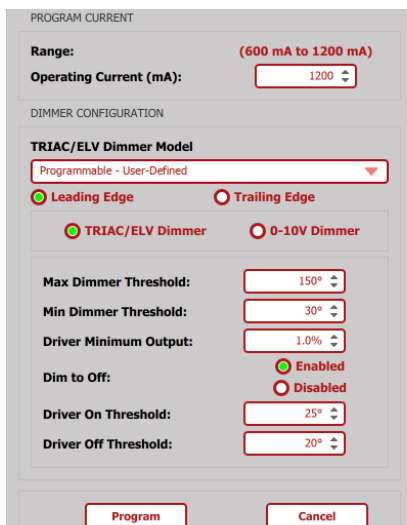 PROGRAM CURRENT
Range: (600 mA to 1200 mA)
Operating Current (mA): 1200
DIMMER CONFIGURATION
TRIAC/ELV Dimmer Model
Programmable - User-Defined
Leading Edge Trailing Edge
TRIAC/ELV Dimmer 0-10V Dimmer
Max Dimmer Threshold: 150°
Min Dimmer Threshold: 30°
Driver Minimum Output: 1.0%
Dim to Off: Enabled
Disabled
Driver On Threshold: 25°
Driver Off Threshold: 20°
Program Cancel